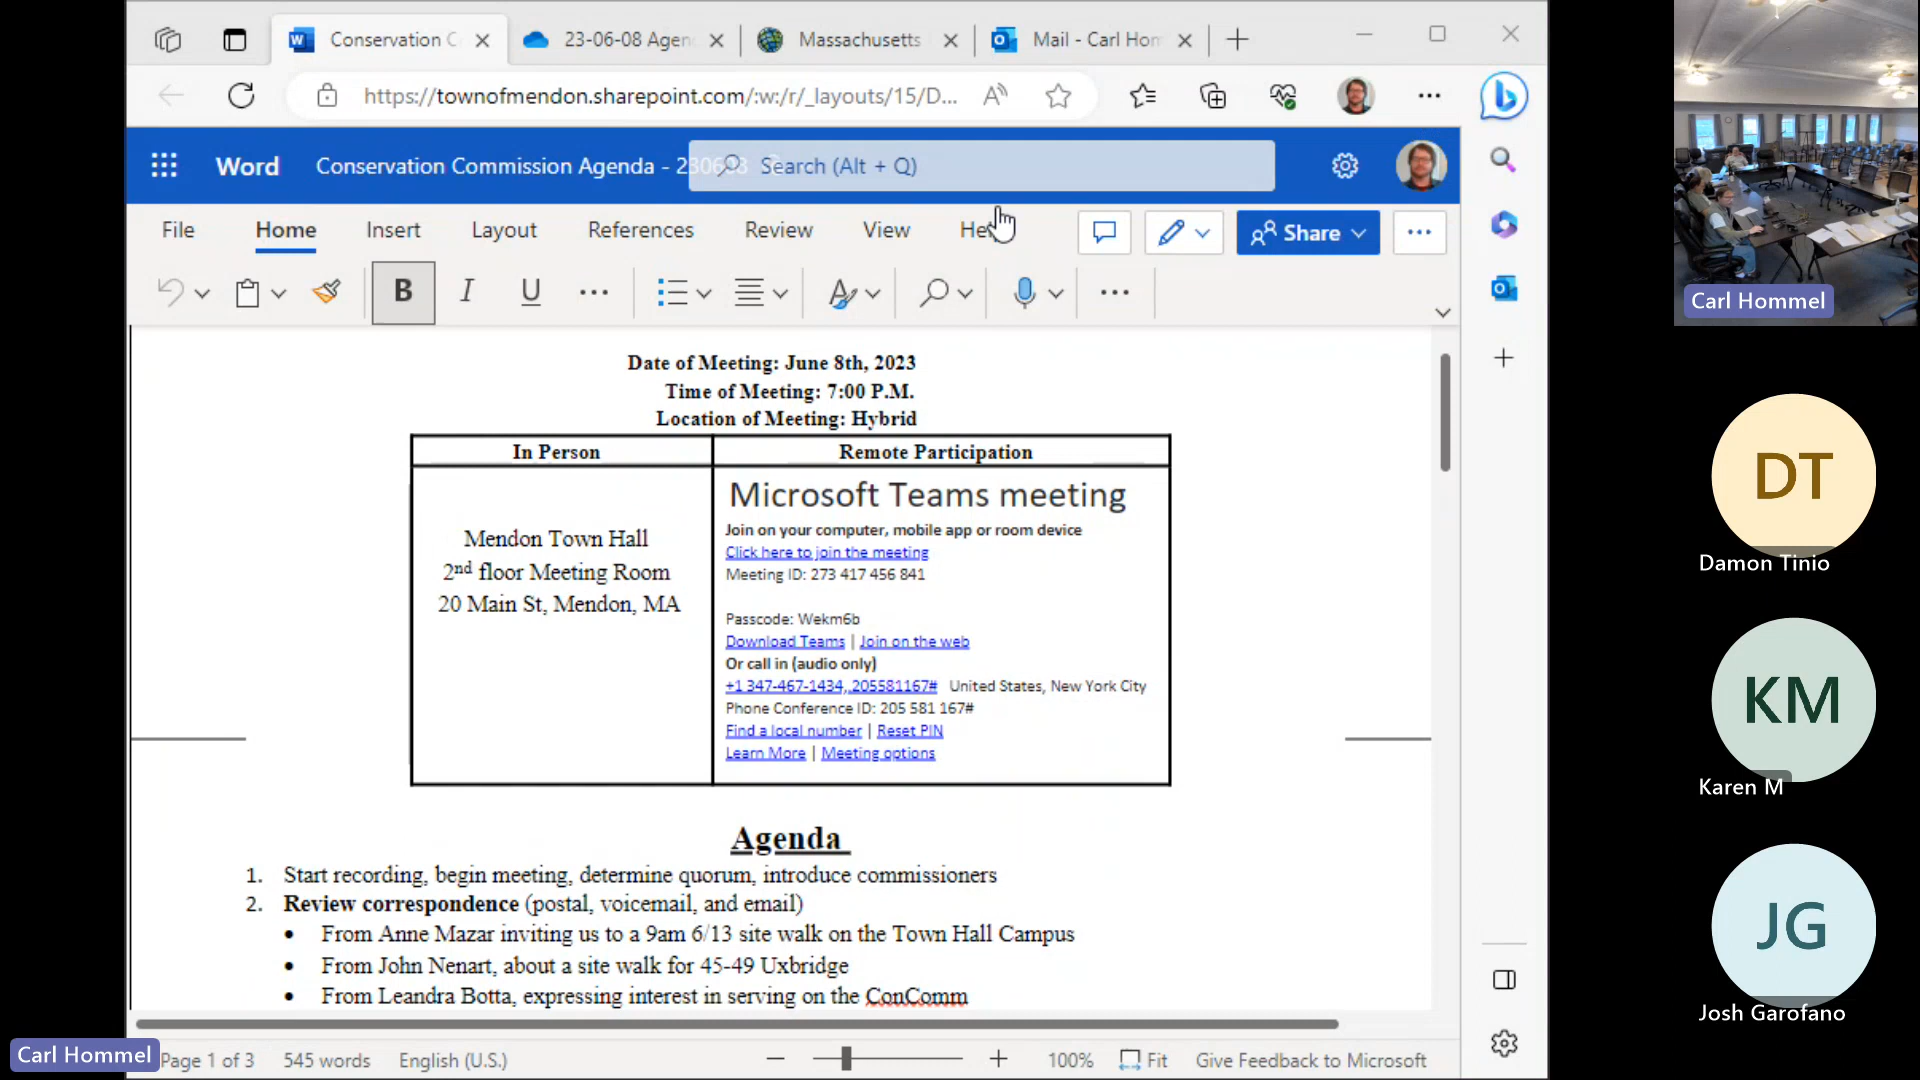 Conservation C
23-06-08 Agen
Massachusetts
Mail - Carl Hom
https://townofmendon.sharepoint.com/:w:/r/_layouts/15/D...
Word
Conservation Commission Agenda - 2
Search (Alt + Q)
File
Home
Insert
Layout
References
Review
View
Share
B
I
U
Date of Meeting: June 8th, 2023
Time of Meeting: 7:00 P.M.
Location of Meeting: Hybrid
In Person
Remote Participation
Mendon Town Hall
2nd floor Meeting Room
20 Main St, Mendon, MA
Microsoft Teams meeting
Join on your computer, mobile app or room device
Click here to join the meeting
Meeting ID: 273 417 456 841
Passcode: Wekm6b
Download Teams | Join on the web
Or call in (audio only)
+1 347-467-1434,,205581167# United States, New York City
Phone Conference ID: 205 581 167#
Find a local number | Reset PIN
Learn More | Meeting options
Agenda
1. Start recording, begin meeting, determine quorum, introduce commissioners
2. Review correspondence (postal, voicemail, and email)
• From Anne Mazar inviting us to a 9am 6/13 site walk on the Town Hall Campus
• From John Nenart, about a site walk for 45-49 Uxbridge
• From Leandra Botta, expressing interest in serving on the ConComm
Page 1 of 3
545 words
English (U.S.)
100%
Fit
Give Feedback to Microsoft
Carl Hommel
Carl Hommel
DT
Damon Tinio
KM
Karen M
JG
Josh Garofano